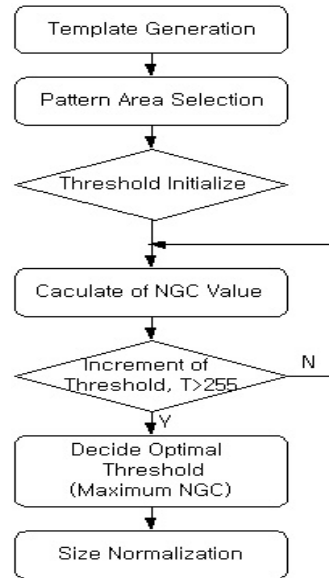 Template Generation
Pattern Area Selection
Threshold Initialize
Caculate of NGC Value
Increment of
Threshold, T>255
N
Y
Decide Optimal
Threshold
(Maximum NGC)
Size Normalization